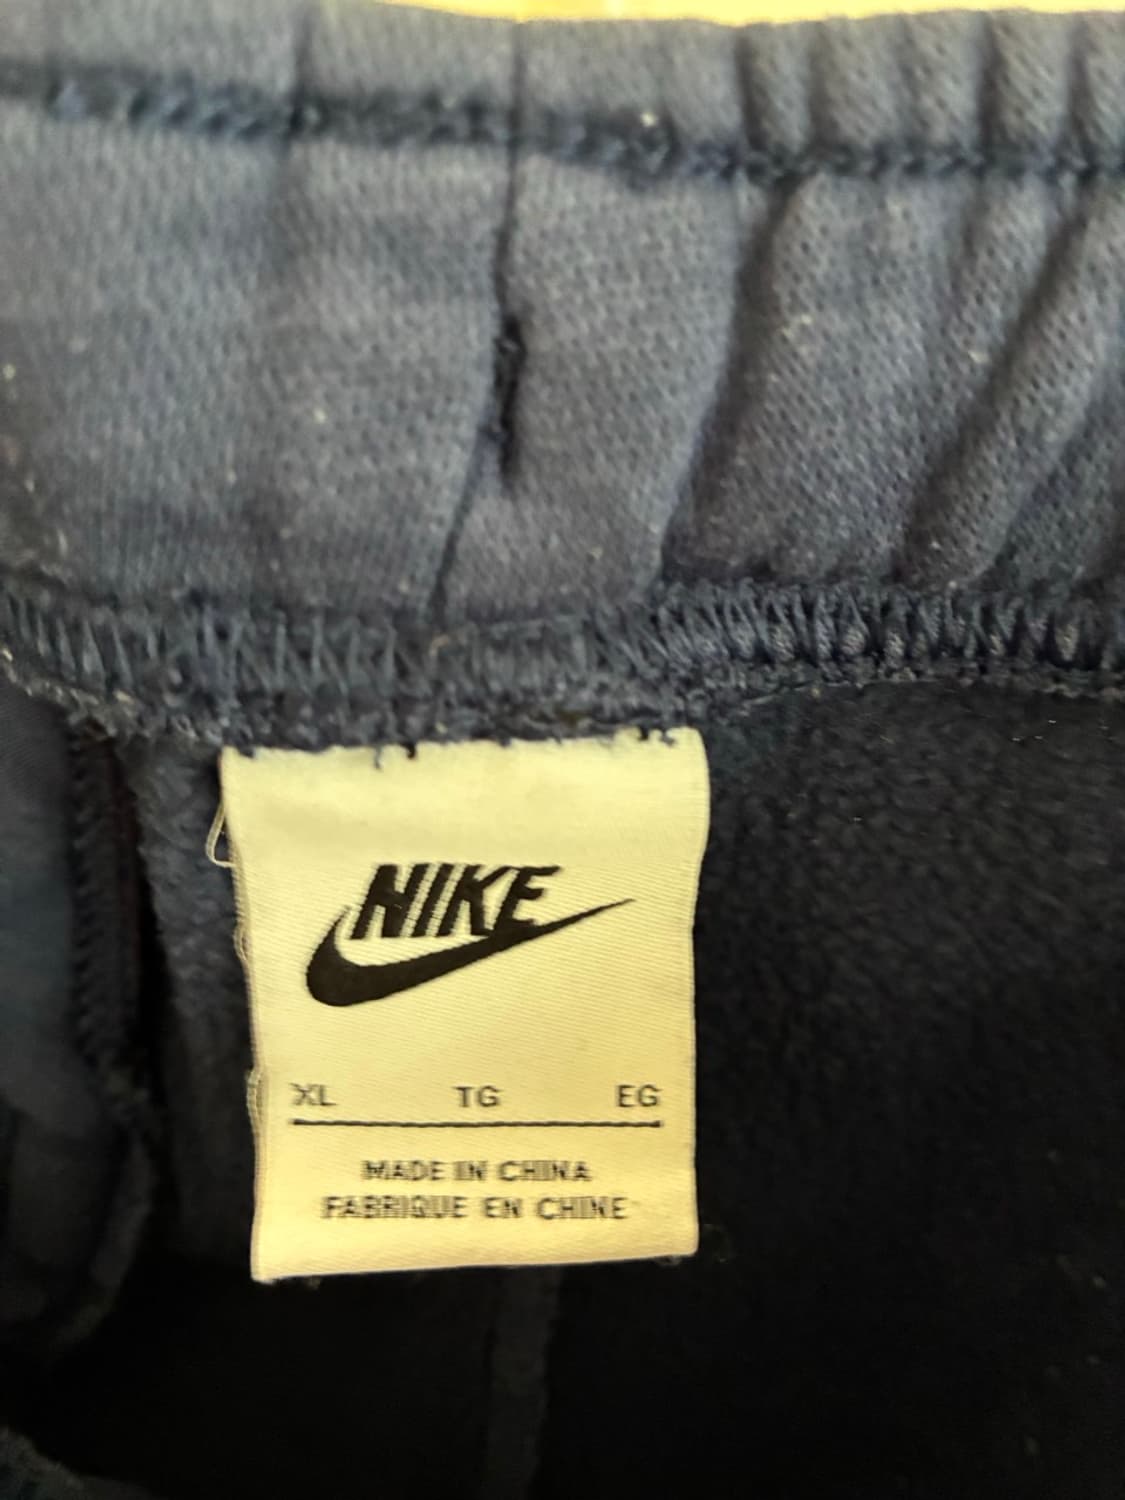 NIKE
XL TG EG
MADE IN CHINA
FABRIQUE EN CHINE